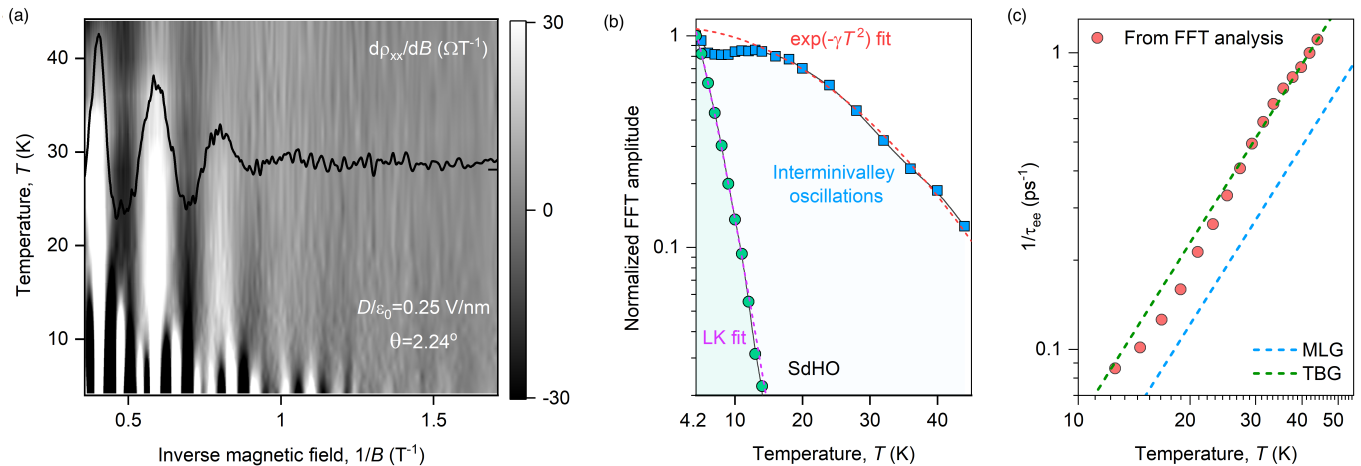 (a)
dρxx/dB (ΩT⁻¹)
D/ε0=0.25 V/nm
θ=2.24°
Temperature, T (K)
40
30
20
10
0.5
1
1.5
Inverse magnetic field, 1/B (T⁻¹)
30
0
-30
(b)
exp(-γT²) fit
Interminivalley
oscillations
LK fit
SdHO
Normalized FFT amplitude
1
0.1
4.2
10
20
30
40
Temperature, T (K)
(c)
From FFT analysis
MLG
TBG
1/τee (ps⁻¹)
1
0.1
10
20
30
40
50
Temperature, T (K)